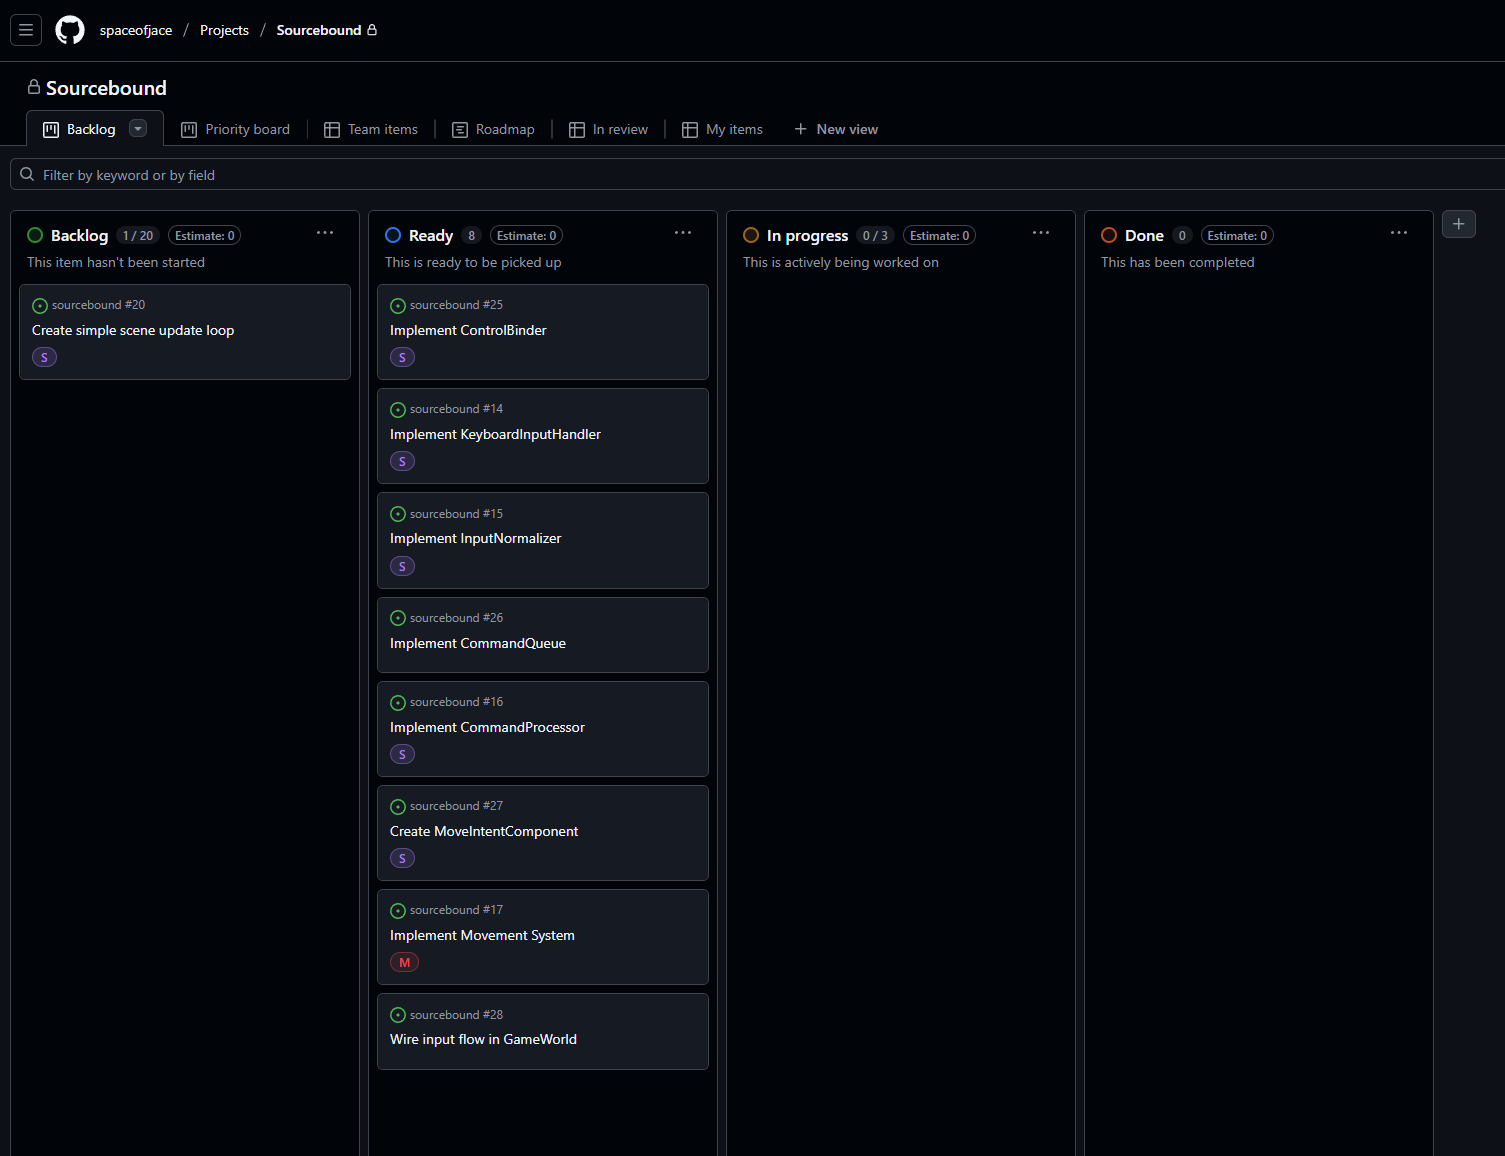 spaceofjace / Projects / Sourcebound
Sourcebound
Backlog
Priority board
Team items
Roadmap
In review
My items
New view
Filter by keyword or by field
Backlog 1 / 20 Estimate: 0
This item hasn't been started
sourcebound #20
Create simple scene update loop
S
Ready 8 Estimate: 0
This is ready to be picked up
sourcebound #25
Implement ControlBinder
S
sourcebound #14
Implement KeyboardInputHandler
S
sourcebound #15
Implement InputNormalizer
S
sourcebound #26
Implement CommandQueue
sourcebound #16
Implement CommandProcessor
S
sourcebound #27
Create MoveIntentComponent
S
sourcebound #17
Implement Movement System
M
sourcebound #28
Wire input flow in GameWorld
In progress 0 / 3 Estimate: 0
This is actively being worked on
Done 0 Estimate: 0
This has been completed